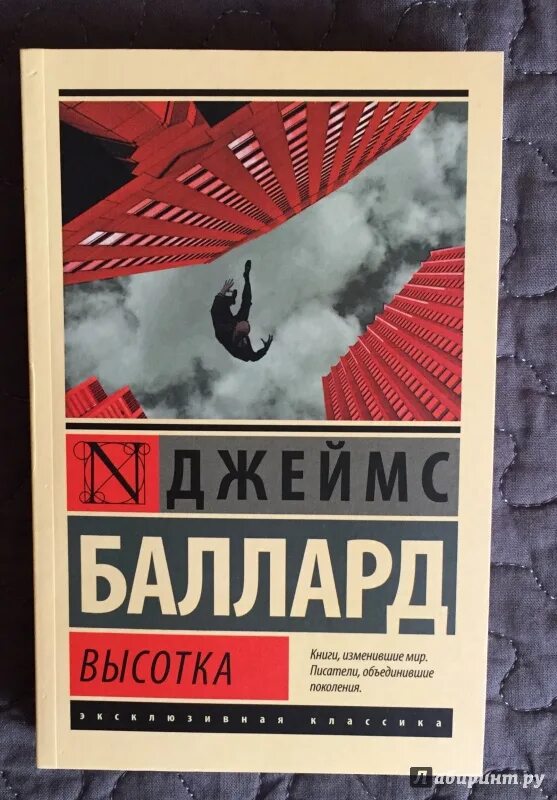 N ДЖЕЙМС
БАЛЛАРД
ВЫСОТКА
Книги, изменившие мир.
Писатели, объединившие
поколения.
эксклюзивная классика
Лабиринт.ру